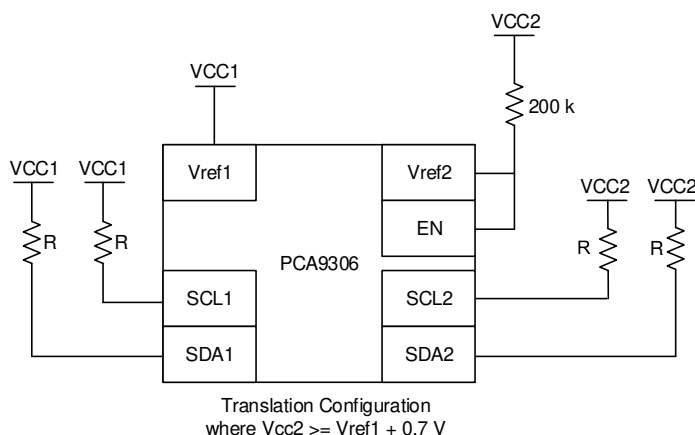 VCC2
VCC1
200 k
VCC1
VCC1
Vref1
Vref2
VCC2
VCC2
EN
R
R
R
R
PCA9306
SCL1
SCL2
SDA1
SDA2
Translation Configuration
where Vcc2 >= Vref1 + 0.7 V